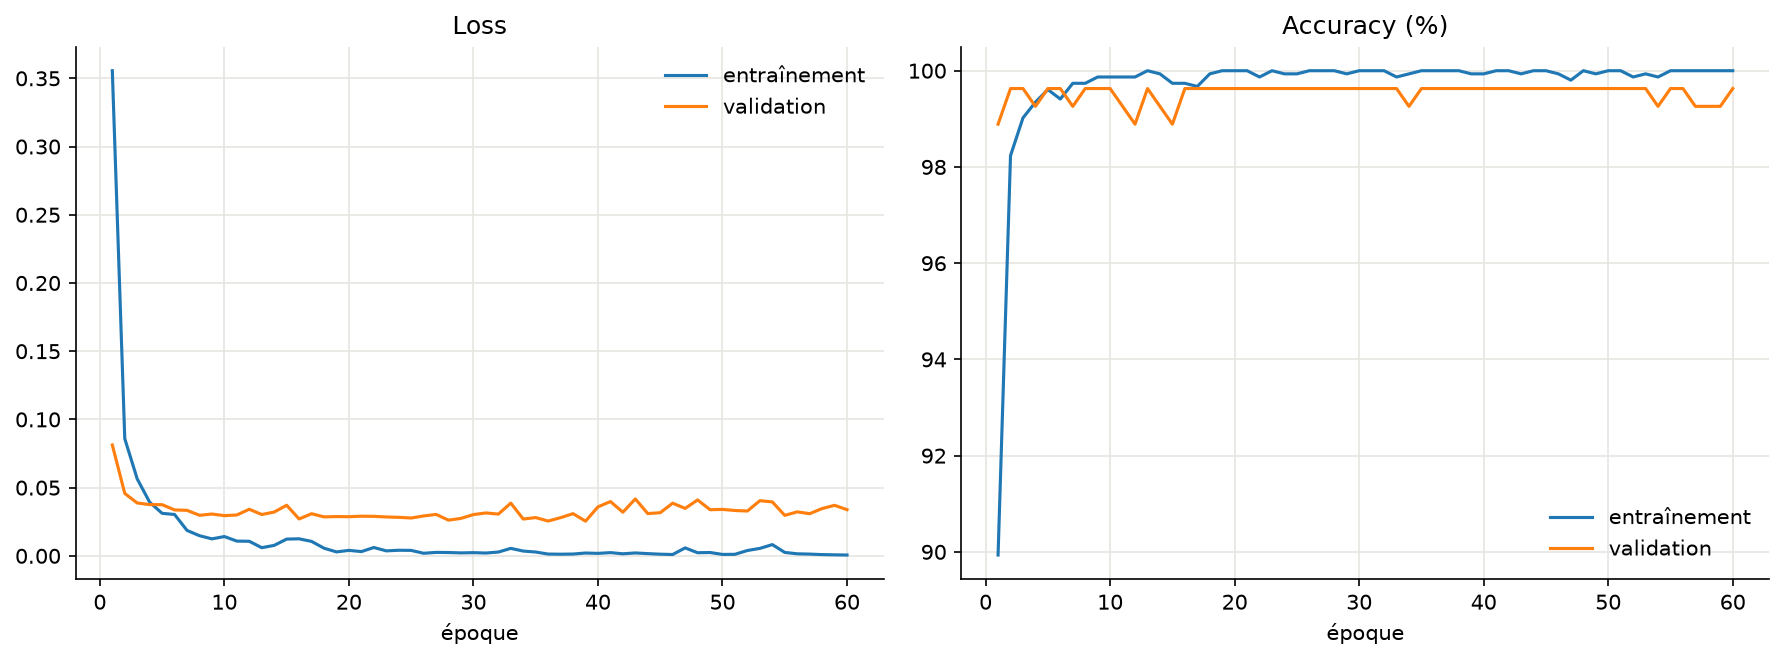 Loss
0.35
0.30
0.25
0.20
0.15
0.10
0.05
0.00
0 10 20 30 40 50 60
époque
entraînement
validation
Accuracy (%)
100
98
96
94
92
90
0 10 20 30 40 50 60
époque
entraînement
validation